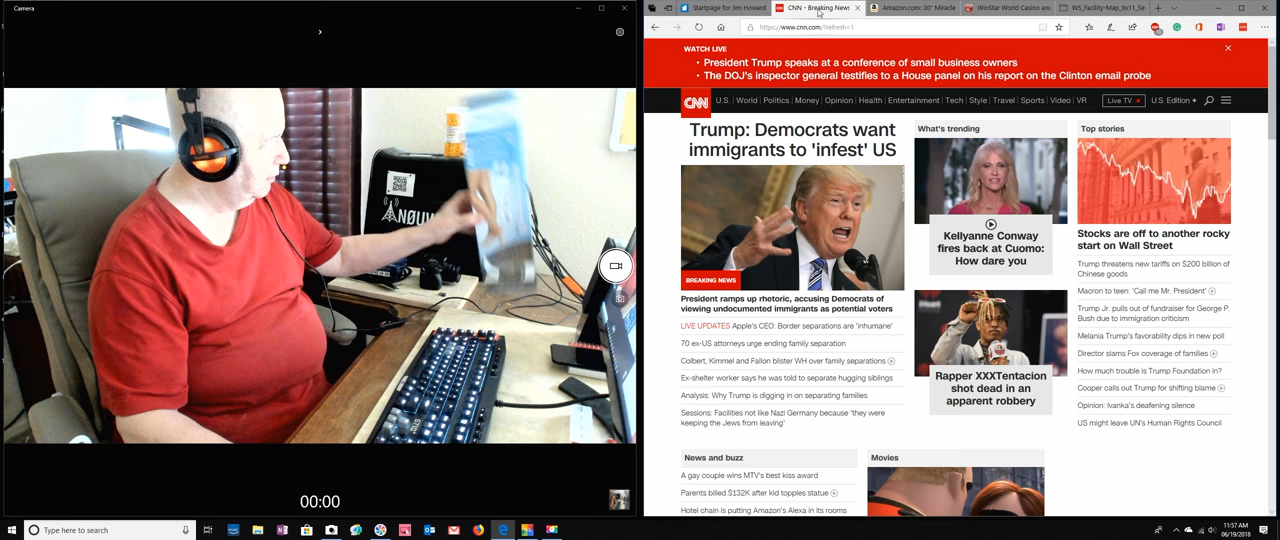 Camera
NØUW
00:00
Startpage for Jim Howard
CNN - Breaking News
Amazon.com: 30" Miracle
WinStar World Casino and
WS_Facility-Map_8x11_Se
https://www.cnn.com/?refresh=1
WATCH LIVE
• President Trump speaks at a conference of small business owners
• The DOJ's inspector general testifies to a House panel on his report on the Clinton email probe
CNN
U.S. World Politics Money Opinion Health Entertainment Tech Style Travel Sports Video VR
Live TV
U.S. Edition +
Trump: Democrats want
immigrants to 'infest' US
BREAKING NEWS
President ramps up rhetoric, accusing Democrats of
viewing undocumented immigrants as potential voters
LIVE UPDATES Apple's CEO: Border separations are 'inhumane'
70 ex-US attorneys urge ending family separation
Colbert, Kimmel and Fallon blister WH over family separations
Ex-shelter worker says he was told to separate hugging siblings
Analysis: Why Trump is digging in on separating families
Sessions: Facilities not like Nazi Germany because 'they were
keeping the Jews from leaving'
What's trending
Kellyanne Conway
fires back at Cuomo:
How dare you
Rapper XXXTentacion
shot dead in an
apparent robbery
Top stories
Stocks are off to another rocky
start on Wall Street
Trump threatens new tariffs on $200 billion of
Chinese goods
Macron to teen: 'Call me Mr. President'
Trump Jr. pulls out of fundraiser for George P.
Bush due to immigration criticism
Melania Trump's favorability dips in new poll
Director slams Fox coverage of families
How much trouble is Trump Foundation in?
Cooper calls out Trump for shifting blame
Opinion: Ivanka's deafening silence
US might leave UN's Human Rights Council
News and buzz
A gay couple wins MTV's best kiss award
Parents billed $132K after kid topples statue
Hotel chain is putting Amazon's Alexa in its rooms
Movies
Type here to search
11:57 AM
06/19/2018